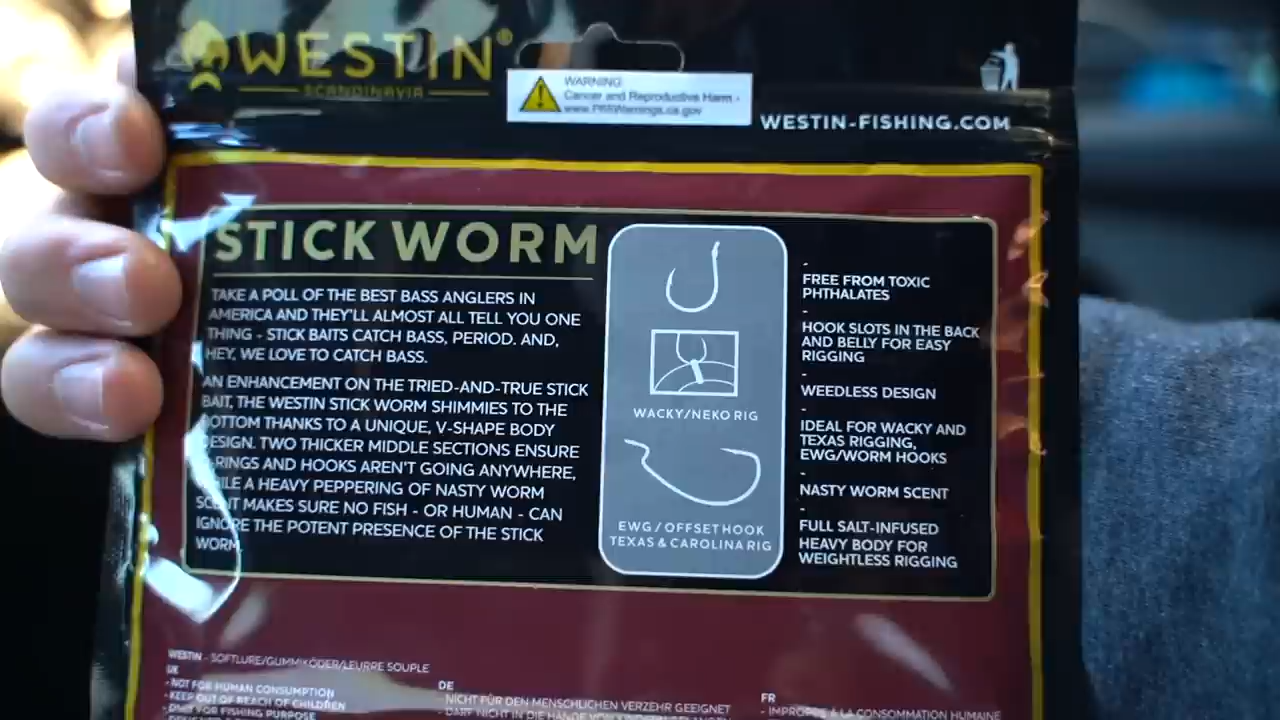 WESTIN®
SCANDINAVIA
WARNING:
Cancer and Reproductive Harm -
www.P65Warnings.ca.gov
WESTIN-FISHING.COM
STICK WORM
TAKE A POLL OF THE BEST BASS ANGLERS IN
AMERICA AND THEY'LL ALMOST ALL TELL YOU ONE
THING - STICK BAITS CATCH BASS, PERIOD. AND,
HEY, WE LOVE TO CATCH BASS.
AN ENHANCEMENT ON THE TRIED-AND-TRUE STICK
BAIT, THE WESTIN STICK WORM SHIMMIES TO THE
BOTTOM THANKS TO A UNIQUE, V-SHAPE BODY
DESIGN. TWO THICKER MIDDLE SECTIONS ENSURE
O-RINGS AND HOOKS AREN'T GOING ANYWHERE,
WHILE A HEAVY PEPPERING OF NASTY WORM
SCENT MAKES SURE NO FISH - OR HUMAN - CAN
IGNORE THE POTENT PRESENCE OF THE STICK
WORM.
WACKY/NEKO RIG
EWG / OFFSET HOOK
TEXAS & CAROLINA RIG
-
FREE FROM TOXIC
PHTHALATES
-
HOOK SLOTS IN THE BACK
AND BELLY FOR EASY
RIGGING
-
WEEDLESS DESIGN
-
IDEAL FOR WACKY AND
TEXAS RIGGING,
EWG/WORM HOOKS
-
NASTY WORM SCENT
-
FULL SALT-INFUSED
HEAVY BODY FOR
WEIGHTLESS RIGGING
WESTIN - SOFTLURE/GUMMIKÖDER/LEURRE SOUPLE
UK
- NOT FOR HUMAN CONSUMPTION
- KEEP OUT OF REACH OF CHILDREN
- ONLY FOR FISHING PURPOSE
DE
- NICHT FÜR DEN MENSCHLICHEN VERZEHR GEEIGNET
- DARF NICHT IN DIE HÄNDE VON
FR
- IMPROPRE À LA CONSOMMATION HUMAINE